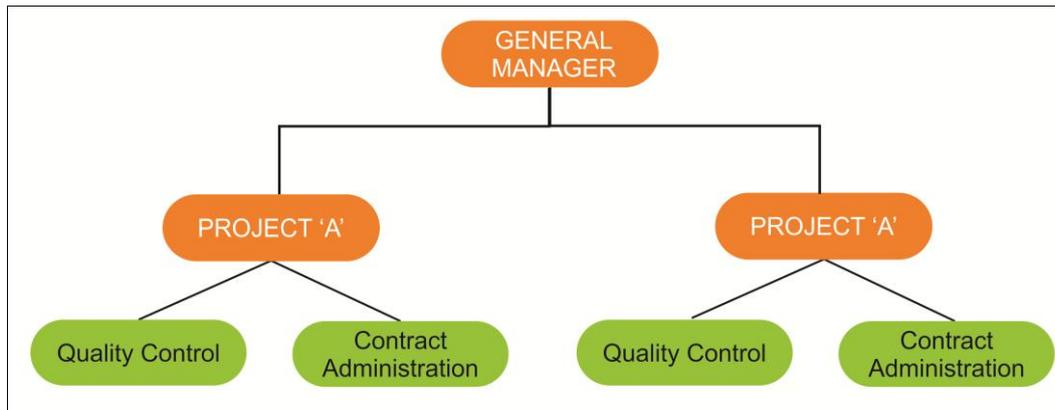 GENERAL
MANAGER
PROJECT ‘A’
PROJECT ‘A’
Quality Control
Contract
Administration
Quality Control
Contract
Administration